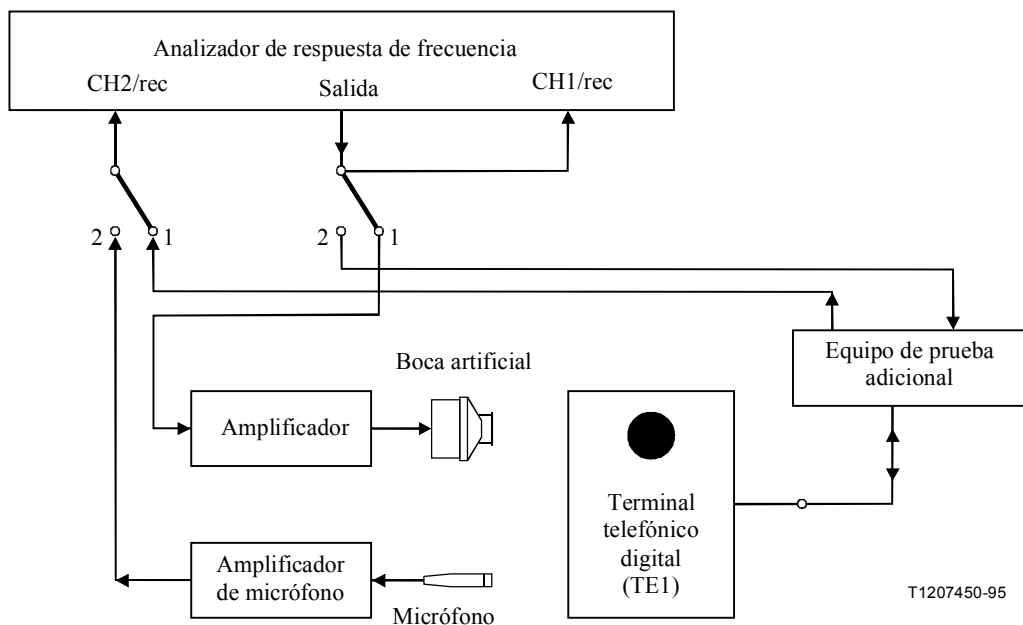 Analizador de respuesta de frecuencia
CH2/rec
Salida
CH1/rec
2
1
2
1
Equipo de prueba
adicional
Boca artificial
Amplificador
Terminal
telefónico
digital
(TE1)
Amplificador
de micrófono
Micrófono
T1207450-95